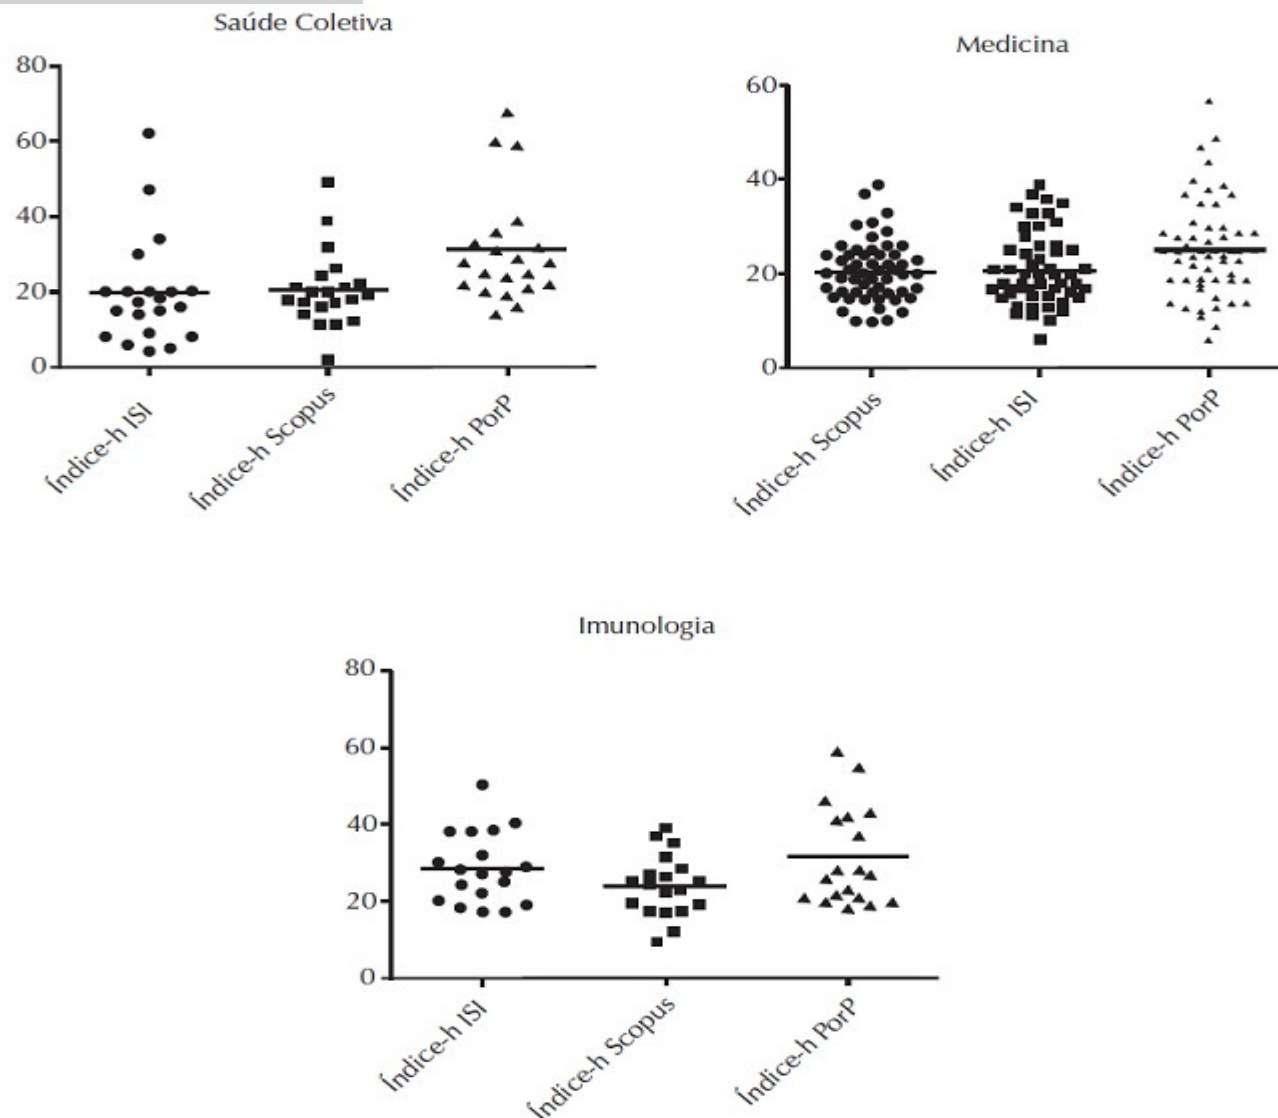 Saúde Coletiva
80
60
40
20
0
Índice-h ISI
Índice-h Scopus
Índice-h PorP
Medicina
60
40
20
0
Índice-h Scopus
Índice-h ISI
Índice-h PorP
Imunologia
80
60
40
20
0
Índice-h ISI
Índice-h Scopus
Índice-h PorP